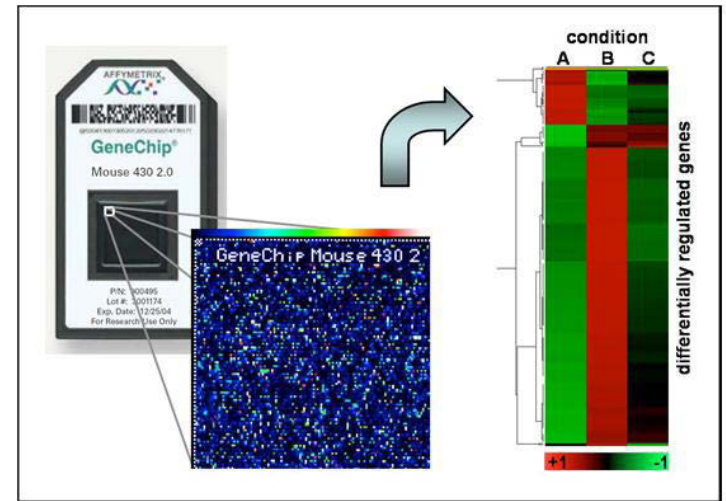 AFFYMETRIX
GeneChip®
Mouse 430 2.0
P/N: 900495
Lot #: 3001174
Exp. Date: 12/25/04
For Research Use Only
GeneChip Mouse 430 2
condition
A B C
differentially regulated genes
+1 -1